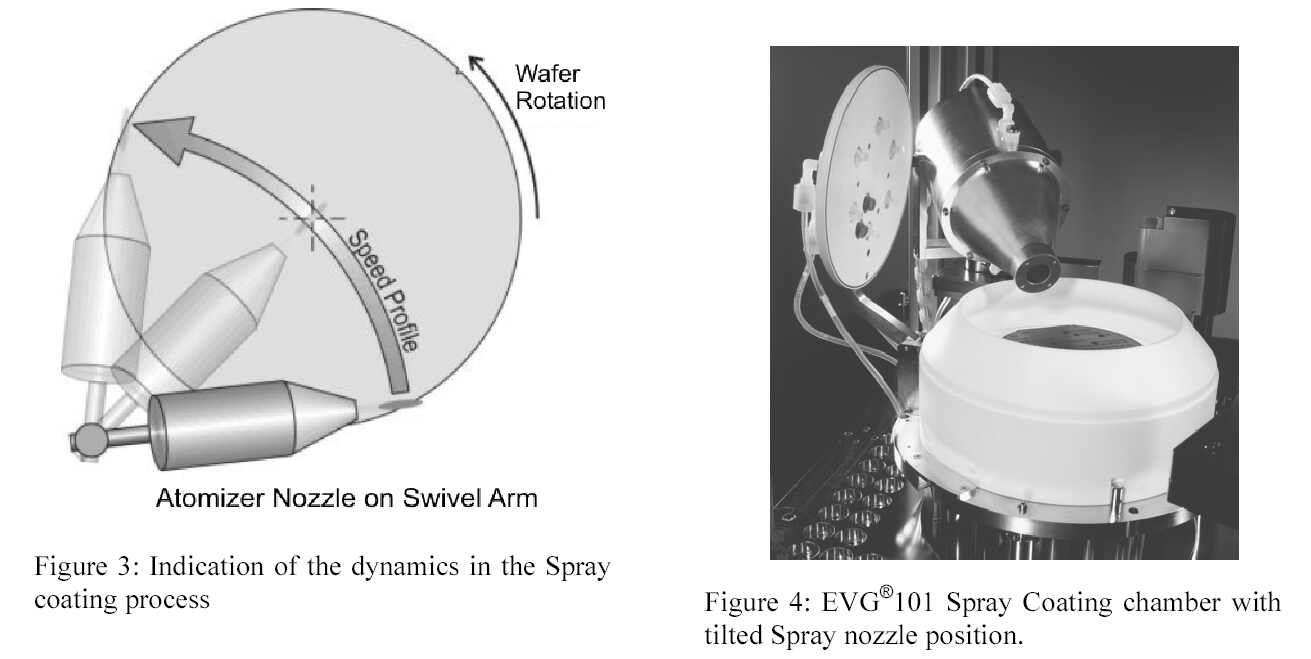 Wafer
Rotation
Speed Profile
Atomizer Nozzle on Swivel Arm
Figure 3: Indication of the dynamics in the Spray
coating process
Figure 4: EVG®101 Spray Coating chamber with
tilted Spray nozzle position.